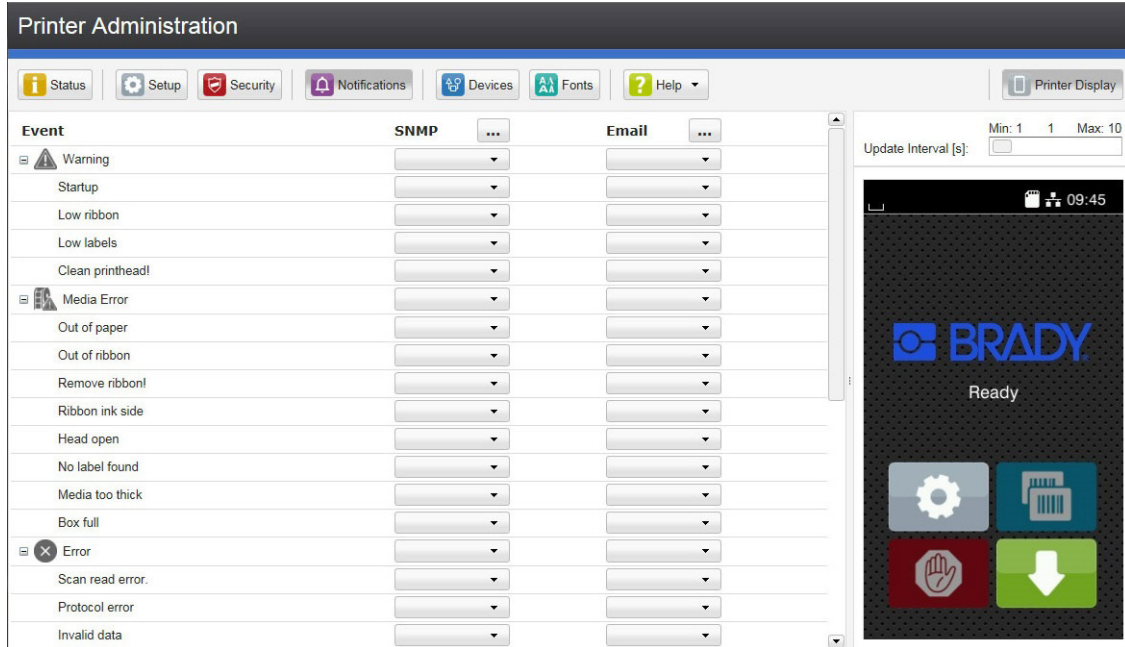 Printer Administration
Status Setup Security Notifications Devices Fonts Help Printer Display
Event SNMP ... Email ...
Min: 1 1 Max: 10
Update Interval [s]:
Warning
Startup
Low ribbon
Low labels
Clean printhead!
Media Error
Out of paper
Out of ribbon
Remove ribbon!
Ribbon ink side
Head open
No label found
Media too thick
Box full
Error
Scan read error.
Protocol error
Invalid data
09:45
BRADY
Ready